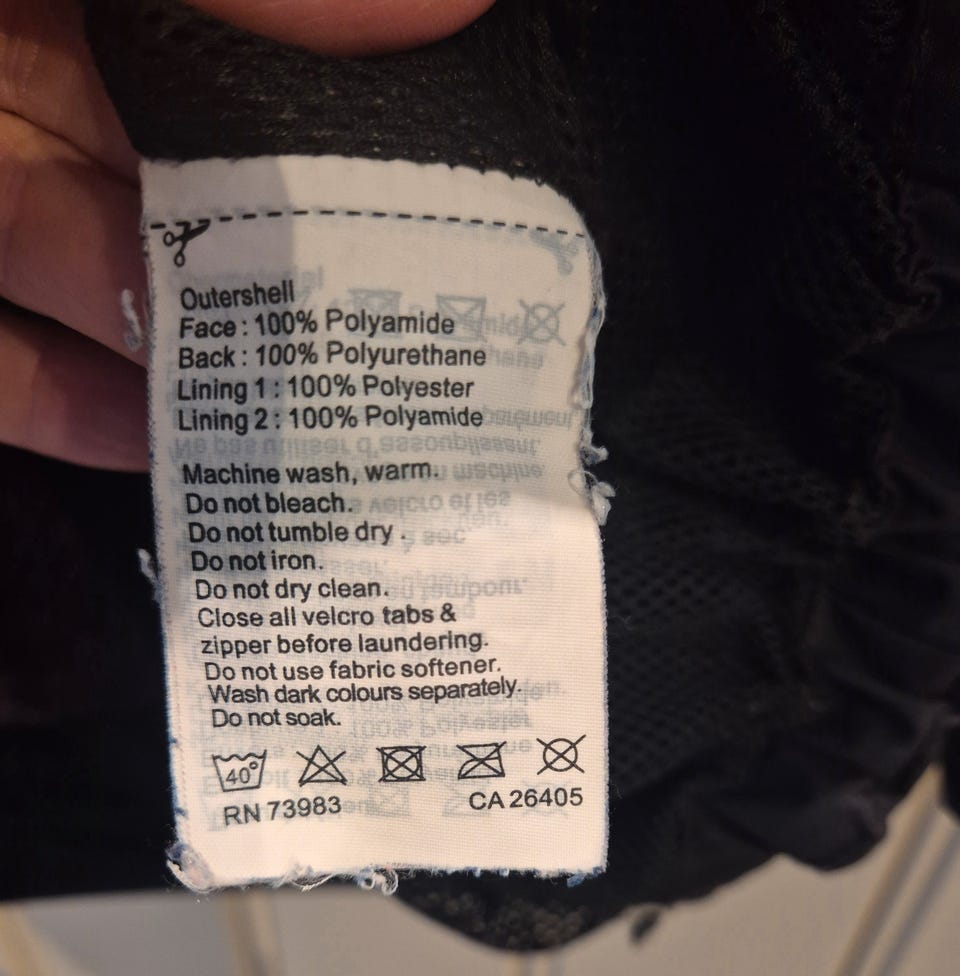 Outershell
Face : 100% Polyamide
Back : 100% Polyurethane
Lining 1 : 100% Polyester
Lining 2 : 100% Polyamide
Machine wash, warm.
Do not bleach.
Do not tumble dry .
Do not iron.
Do not dry clean.
Close all velcro tabs &
zipper before laundering.
Do not use fabric softener.
Wash dark colours separately.
Do not soak.
40°
RN 73983 CA 26405